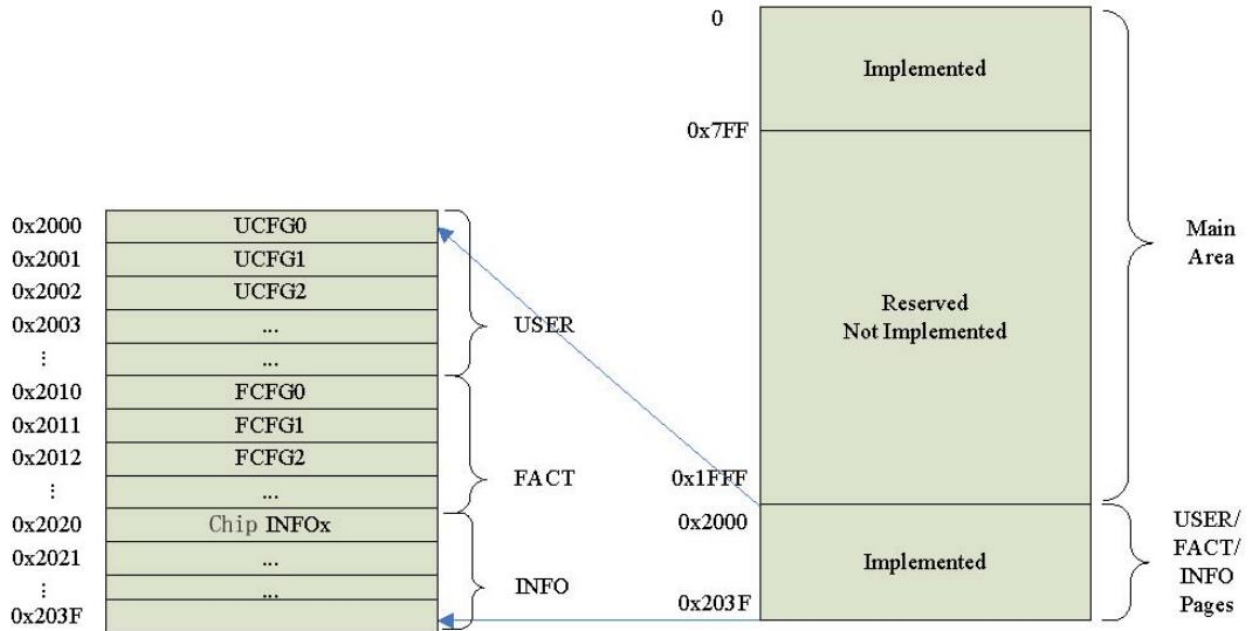 0x2000 UCFG0
0x2001 UCFG1
0x2002 UCFG2
0x2003 ...
⋮ ...
USER
0x2010 FCFG0
0x2011 FCFG1
0x2012 FCFG2
⋮ ...
FACT
0x2020 Chip INFOx
0x2021 ...
⋮ ...
0x203F
INFO
0
Implemented
0x7FF
Reserved
Not Implemented
0x1FFF
Main
Area
0x2000
Implemented
0x203F
USER/
FACT/
INFO
Pages